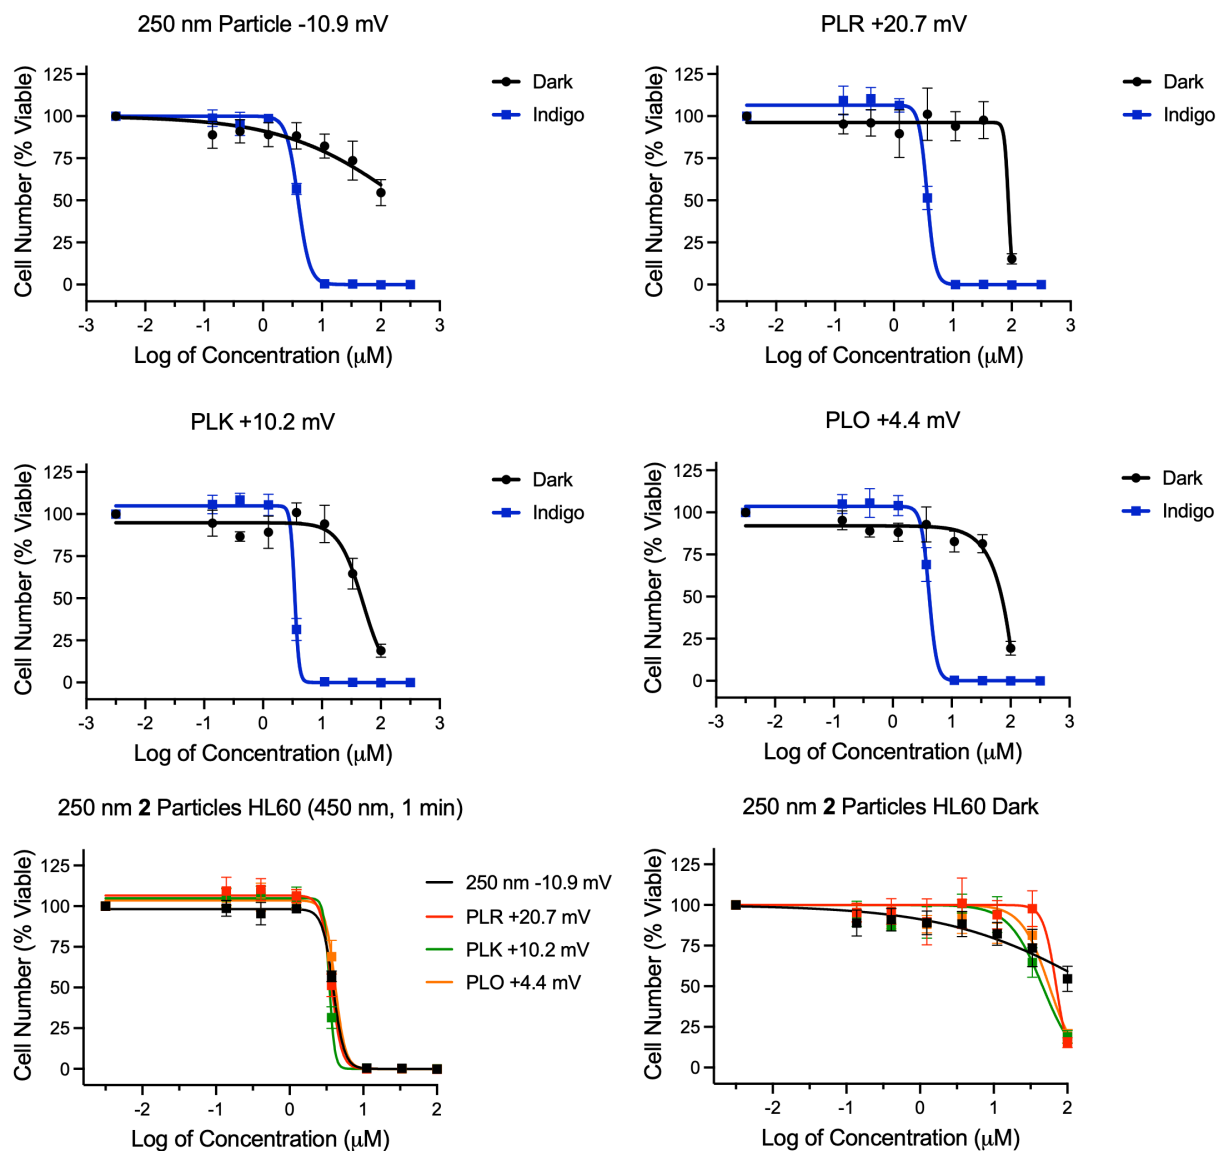 250 nm Particle -10.9 mV
Cell Number (% Viable)
125
100
75
50
25
0
-3 -2 -1 0 1 2 3
Log of Concentration (μM)
Dark
Indigo
PLR +20.7 mV
Cell Number (% Viable)
125
100
75
50
25
0
-3 -2 -1 0 1 2 3
Log of Concentration (μM)
Dark
Indigo
PLK +10.2 mV
Cell Number (% Viable)
125
100
75
50
25
0
-3 -2 -1 0 1 2 3
Log of Concentration (μM)
Dark
Indigo
PLO +4.4 mV
Cell Number (% Viable)
125
100
75
50
25
0
-3 -2 -1 0 1 2 3
Log of Concentration (μM)
Dark
Indigo
250 nm 2 Particles HL60 (450 nm, 1 min)
Cell Number (% Viable)
125
100
75
50
25
0
-2 -1 0 1 2
Log of Concentration (μM)
250 nm -10.9 mV
PLR +20.7 mV
PLK +10.2 mV
PLO +4.4 mV
250 nm 2 Particles HL60 Dark
Cell Number (% Viable)
125
100
75
50
25
0
-2 -1 0 1 2
Log of Concentration (μM)